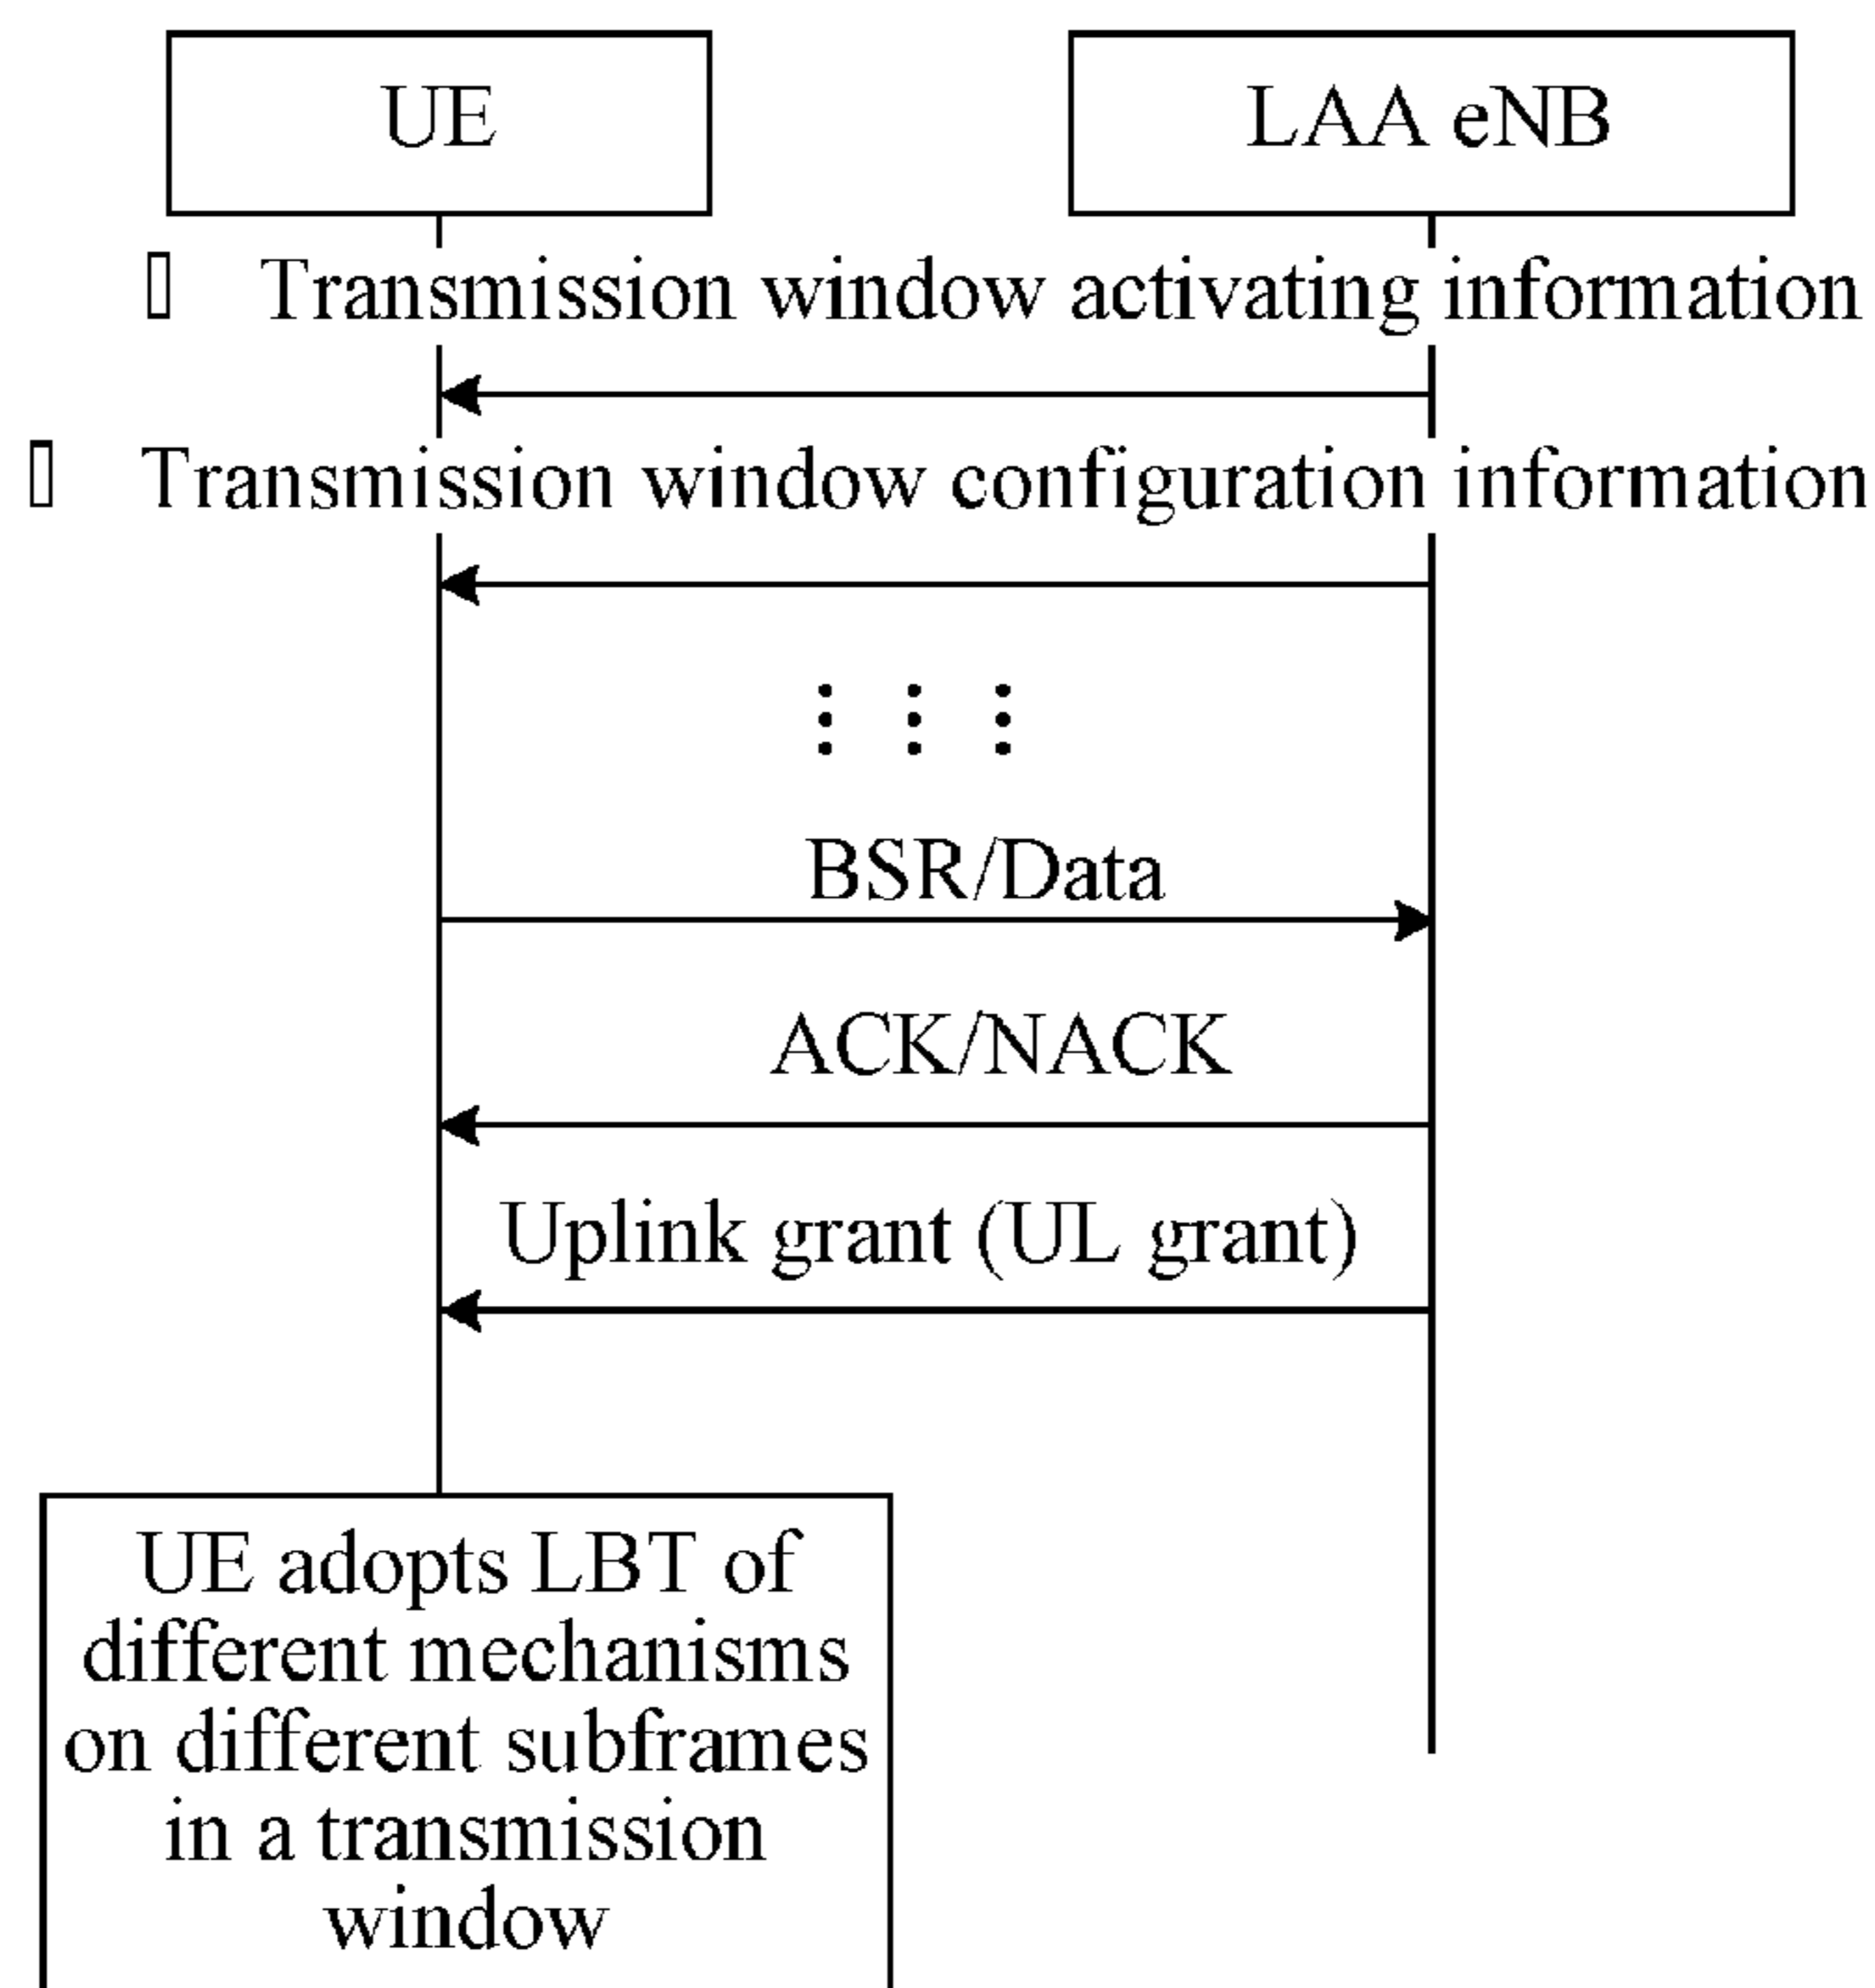 UE
LAA eNB
Transmission window activating information
Transmission window configuration information
BSR/Data
ACK/NACK
Uplink grant (UL grant)
UE adopts LBT of
different mechanisms
on different subframes
in a transmission
window